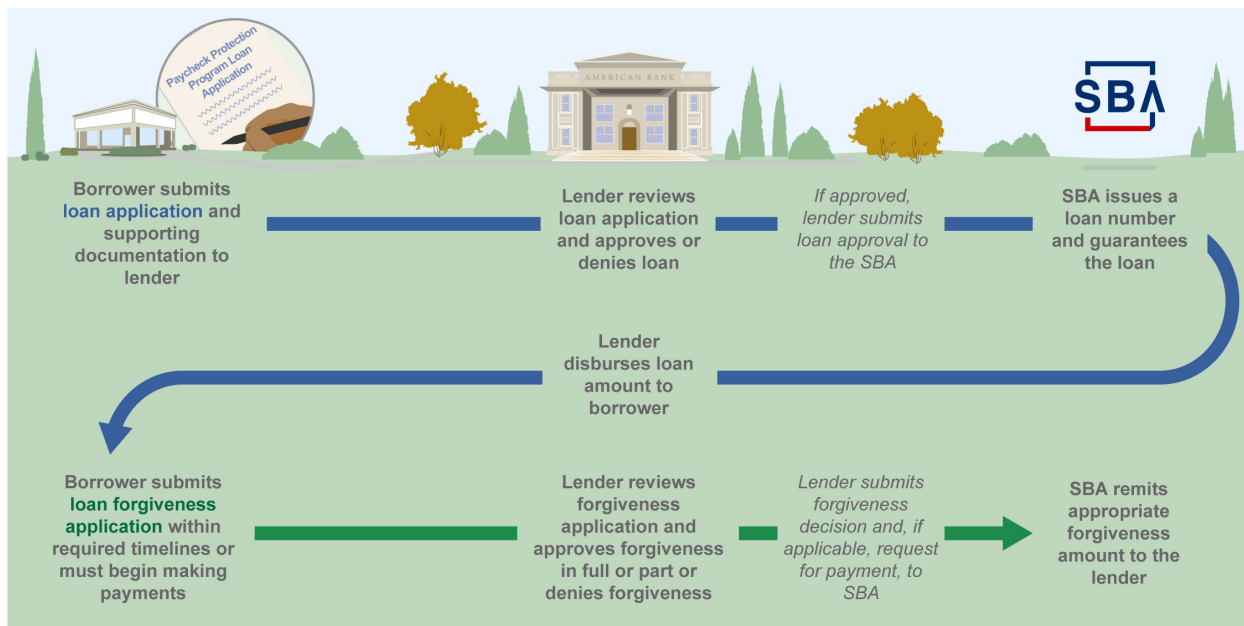 Paycheck Protection
Program Loan
Application
AMERICAN BANK
SBA
Borrower submits
loan application and
supporting
documentation to
lender
Lender reviews
loan application
and approves or
denies loan
If approved,
lender submits
loan approval to
the SBA
SBA issues a
loan number
and guarantees
the loan
Lender
disburses loan
amount to
borrower
Borrower submits
loan forgiveness
application within
required timelines or
must begin making
payments
Lender reviews
forgiveness
application and
approves forgiveness
in full or part or
denies forgiveness
Lender submits
forgiveness
decision and, if
applicable, request
for payment, to
SBA
SBA remits
appropriate
forgiveness
amount to the
lender